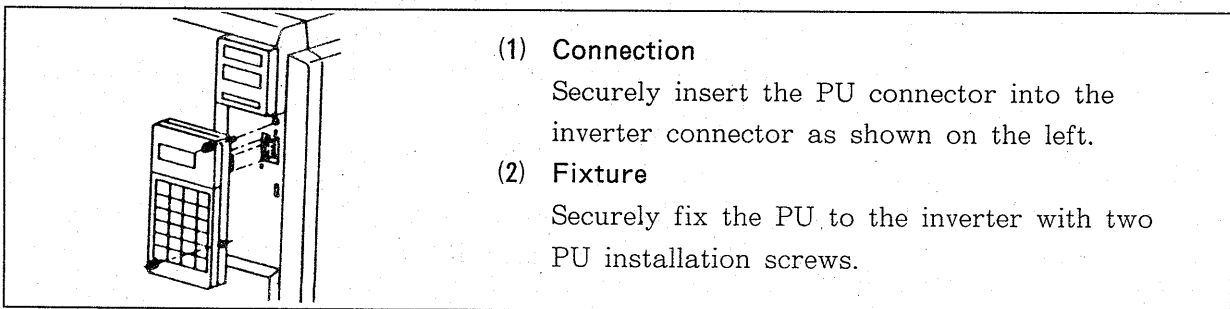 (1) Connection
Securely insert the PU connector into the
inverter connector as shown on the left.
(2) Fixture
Securely fix the PU to the inverter with two
PU installation screws.